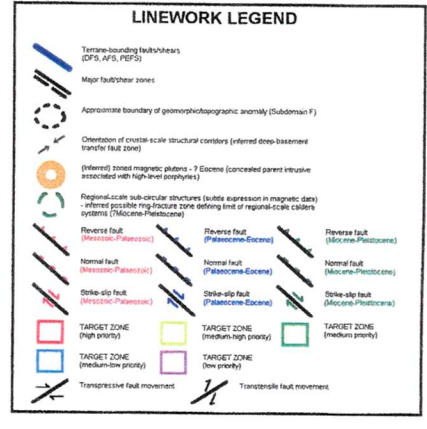 LINEWORK LEGEND
Terrane-bounding faults/shears
(DFS, AFS, PEFS)
Major fault/shear zones
Approximate boundary of geomorphic/topographic anomaly (Subdomain F)
Orientation of crustal-scale structural corridors (inferred deep-basement
transfer fault zone)
(Inferred) zoned magnetic plutons - ? Eocene (concealed parent intrusive
associated with high-level porphyries)
Regional-scale sub-circular structures (subtle expression in magnetic data)
- inferred possible ring-fracture zone defining limit of regional-scale caldera
systems (?Miocene-Pleistocene)
Reverse fault
(Mesozoic-Palaeozoic)
Reverse fault
(Palaeocene-Eocene)
Reverse fault
(Miocene-Pleistocene)
Normal fault
(Mesozoic-Palaeozoic)
Normal fault
(Palaeocene-Eocene)
Normal fault
(Miocene-Pleistocene)
Strike-slip fault
(Mesozoic-Palaeozoic)
Strike-slip fault
(Palaeocene-Eocene)
Strike-slip fault
(Miocene-Pleistocene)
TARGET ZONE
(high priority)
TARGET ZONE
(medium-high priority)
TARGET ZONE
(medium priority)
TARGET ZONE
(medium-low priority)
TARGET ZONE
(low priority)
Transpressive fault movement
Transtensile fault movement